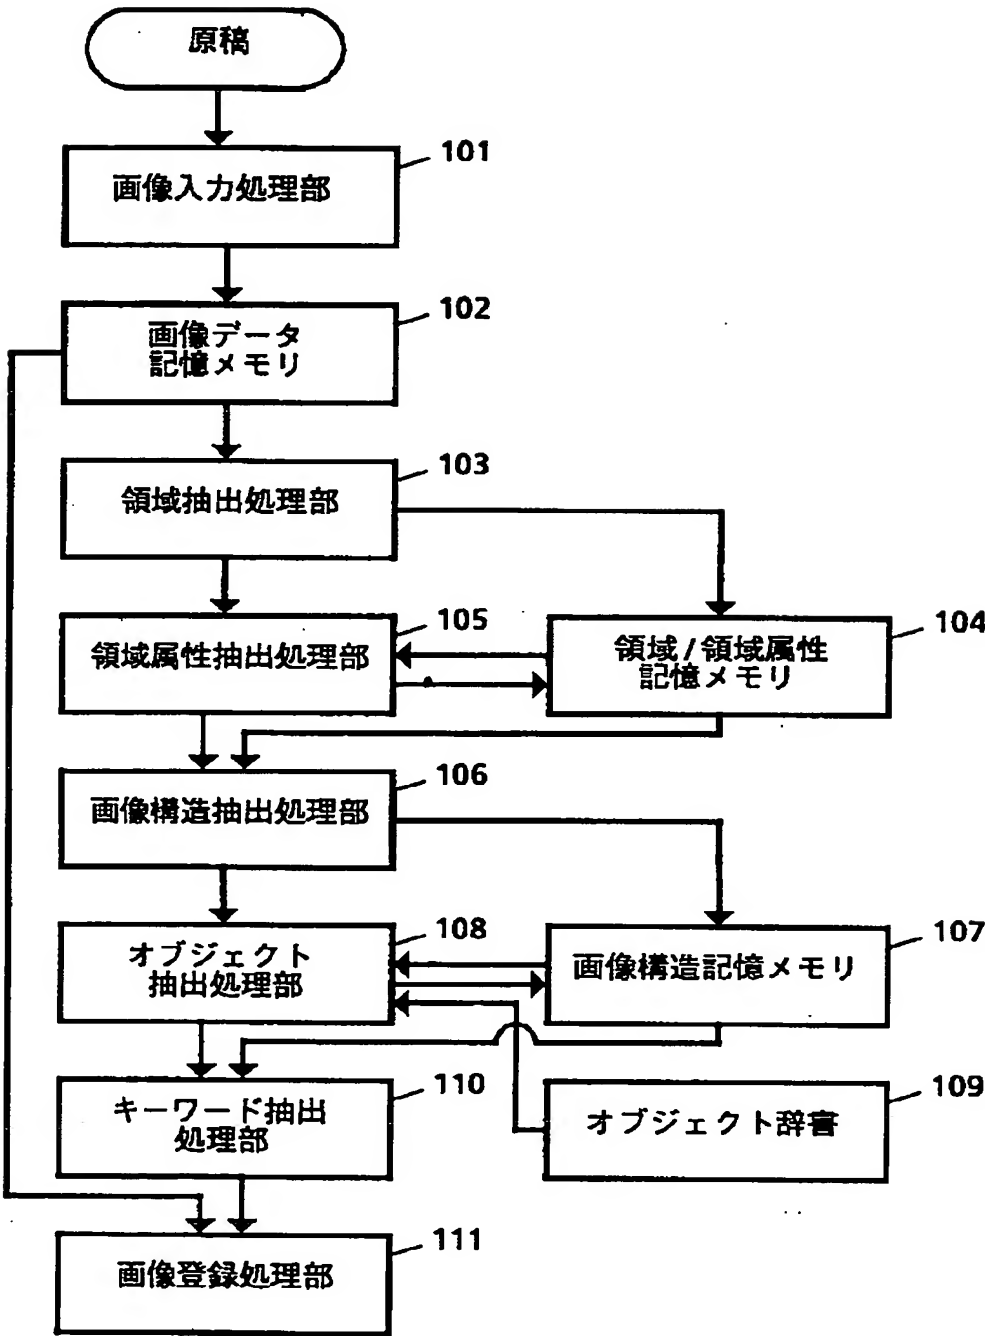 原稿
101
画像入力処理部
102
画像データ
記憶メモリ
103
領域抽出処理部
105
領域属性抽出処理部
104
領域/領域属性
記憶メモリ
106
画像構造抽出処理部
108
オブジェクト
抽出処理部
107
画像構造記憶メモリ
110
キーワード抽出
処理部
109
オブジェクト辞書
111
画像登録処理部